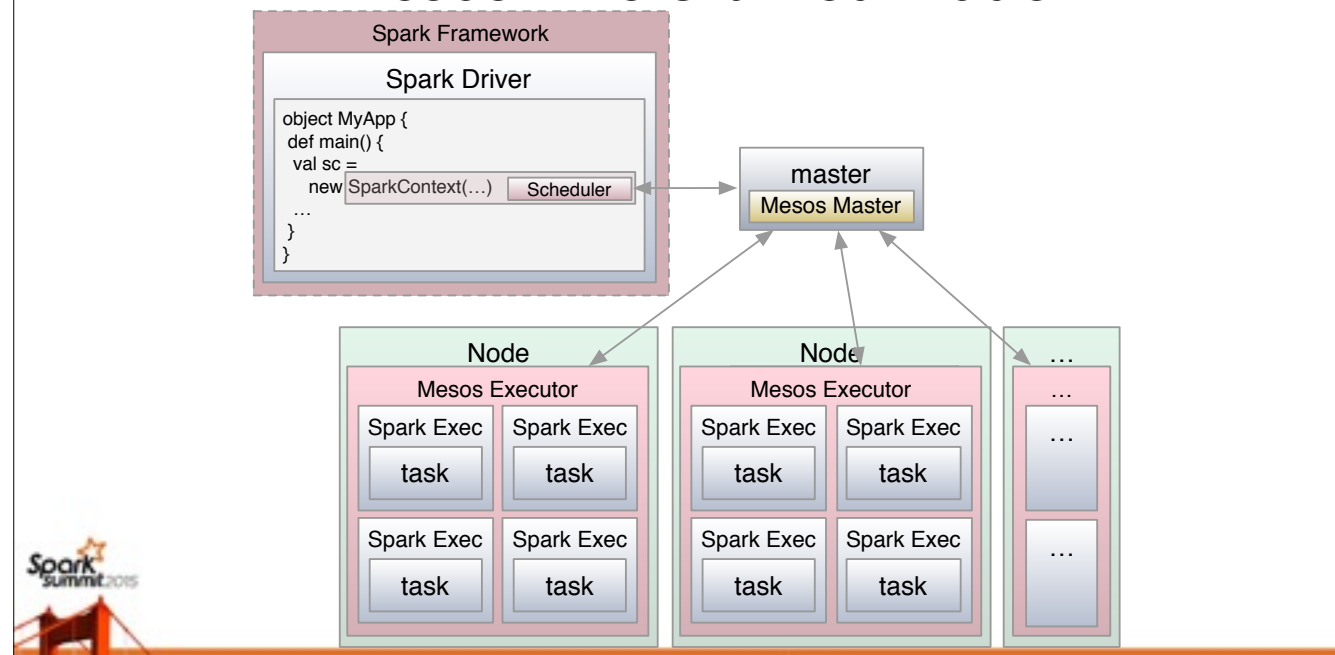 Spark Framework
Spark Driver
object MyApp {
def main() {
val sc =
new SparkContext(…) Scheduler
…
}
}
master
Mesos Master
Node Node …
Mesos Executor Mesos Executor …
Spark Exec Spark Exec Spark Exec Spark Exec …
task task task task
Spark Exec Spark Exec Spark Exec Spark Exec …
task task task task
Spark
Summit 2015